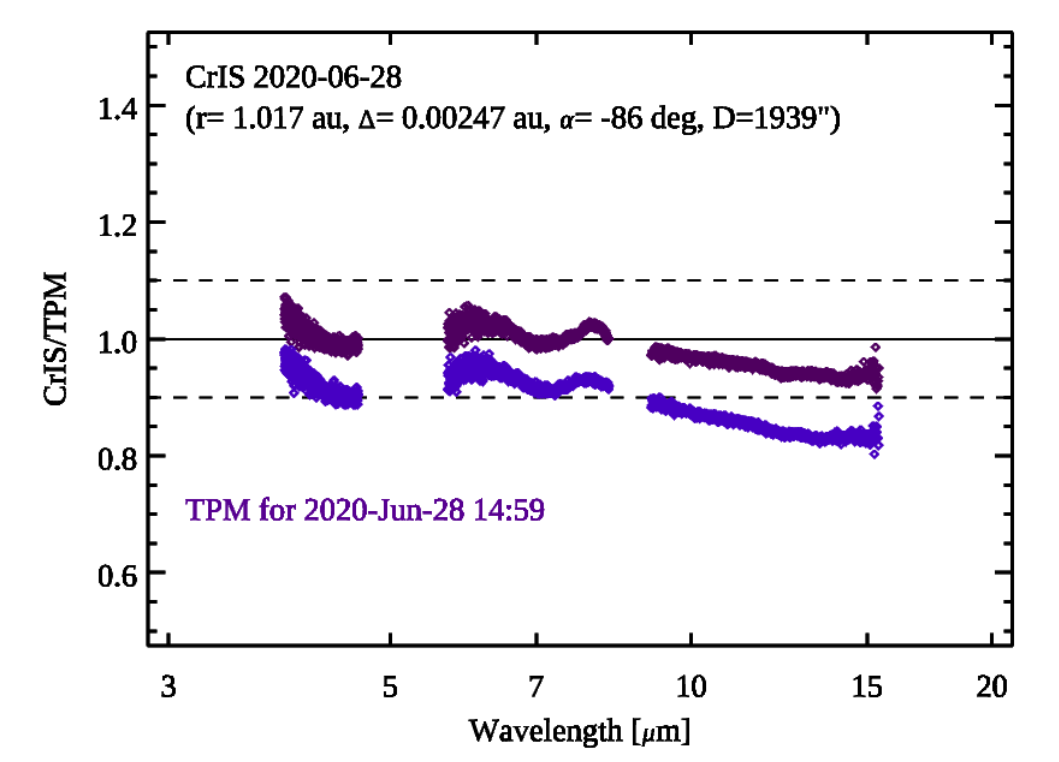 CrIS 2020-06-28
(r= 1.017 au, Δ= 0.00247 au, α= -86 deg, D=1939")
1.4
1.2
1.0
0.8
0.6
CrIS/TPM
TPM for 2020-Jun-28 14:59
3 5 7 10 15 20
Wavelength [μm]